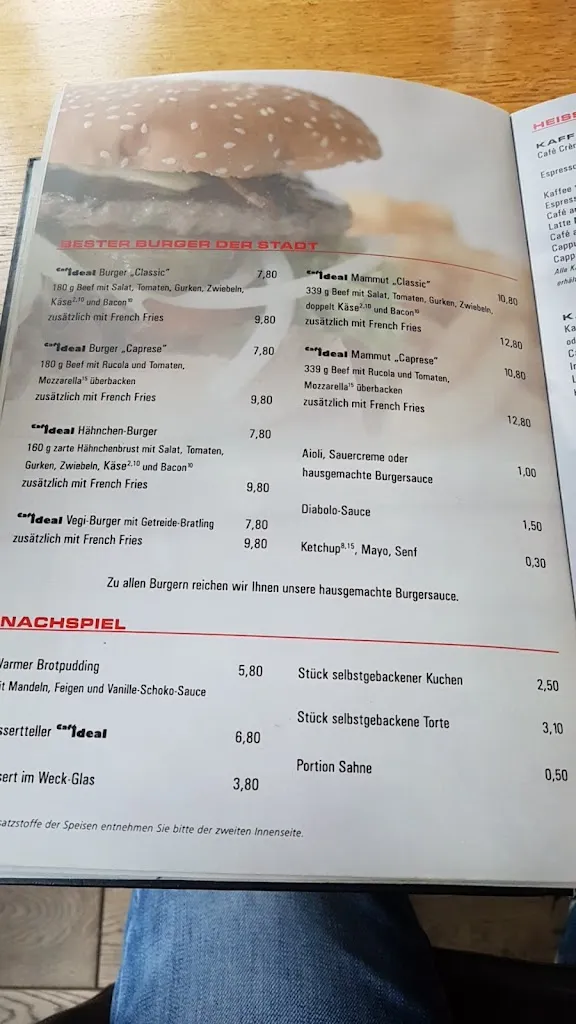 BESTER BURGER DER STADT
Café Ideal Burger „Classic" 7,80
180 g Beef mit Salat, Tomaten, Gurken, Zwiebeln,
Käse2,10 und Bacon10
zusätzlich mit French Fries 9,80
Café Ideal Burger „Caprese" 7,80
180 g Beef mit Rucola und Tomaten,
Mozzarella15 überbacken
zusätzlich mit French Fries 9,80
Café Ideal Hähnchen-Burger 7,80
160 g zarte Hähnchenbrust mit Salat, Tomaten,
Gurken, Zwiebeln, Käse2,10 und Bacon10
zusätzlich mit French Fries 9,80
Café Ideal Vegi-Burger mit Getreide-Bratling 7,80
zusätzlich mit French Fries 9,80
Café Ideal Mammut „Classic" 10,80
339 g Beef mit Salat, Tomaten, Gurken, Zwiebeln,
doppelt Käse2,10 und Bacon10
zusätzlich mit French Fries 12,80
Café Ideal Mammut „Caprese" 10,80
339 g Beef mit Rucola und Tomaten,
Mozzarella15 überbacken
zusätzlich mit French Fries 12,80
Aioli, Sauercreme oder
hausgemachte Burgersauce 1,00
Diabolo-Sauce 1,50
Ketchup8,15, Mayo, Senf 0,30
Zu allen Burgern reichen wir Ihnen unsere hausgemachte Burgersauce.
NACHSPIEL
Warmer Brotpudding 5,80
it Mandeln, Feigen und Vanille-Schoko-Sauce
ssertteller Café Ideal 6,80
sert im Weck-Glas 3,80
Stück selbstgebackener Kuchen 2,50
Stück selbstgebackene Torte 3,10
Portion Sahne 0,50
satzstoffe der Speisen entnehmen Sie bitte der zweiten Innenseite.
HEISS
KAFF
Café Crèm
Espresso
Kaffee
Espress
Café a
Latte
Café
Cappu
Capp
Alle K
erhäl